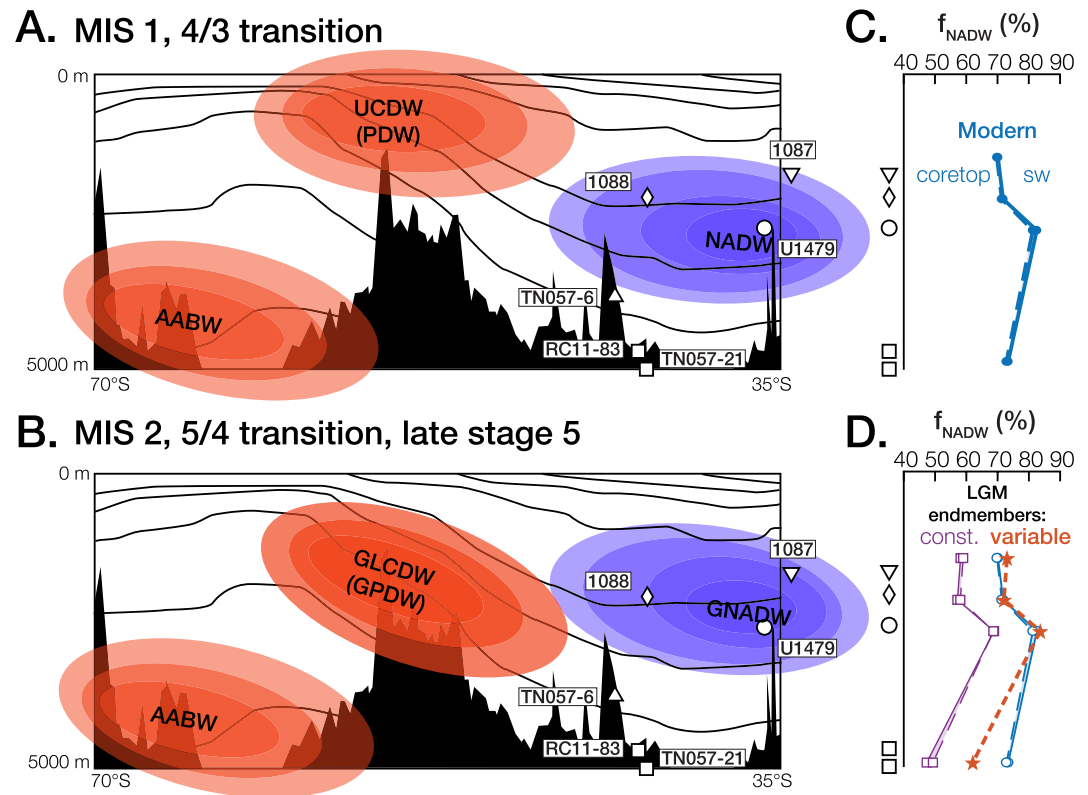 A. MIS 1, 4/3 transition
0 m
UCDW
(PDW)
1087
1088
NADW
U1479
AABW
TN057-6
RC11-83
TN057-21
5000 m
70°S
35°S
C.
fNADW (%)
40 50 60 70 80 90
Modern
coretop sw
B. MIS 2, 5/4 transition, late stage 5
0 m
GLCDW
(GPDW)
1087
1088
GNADW
U1479
AABW
TN057-6
RC11-83
TN057-21
5000 m
70°S
35°S
D.
fNADW (%)
40 50 60 70 80 90
LGM
endmembers:
const. variable